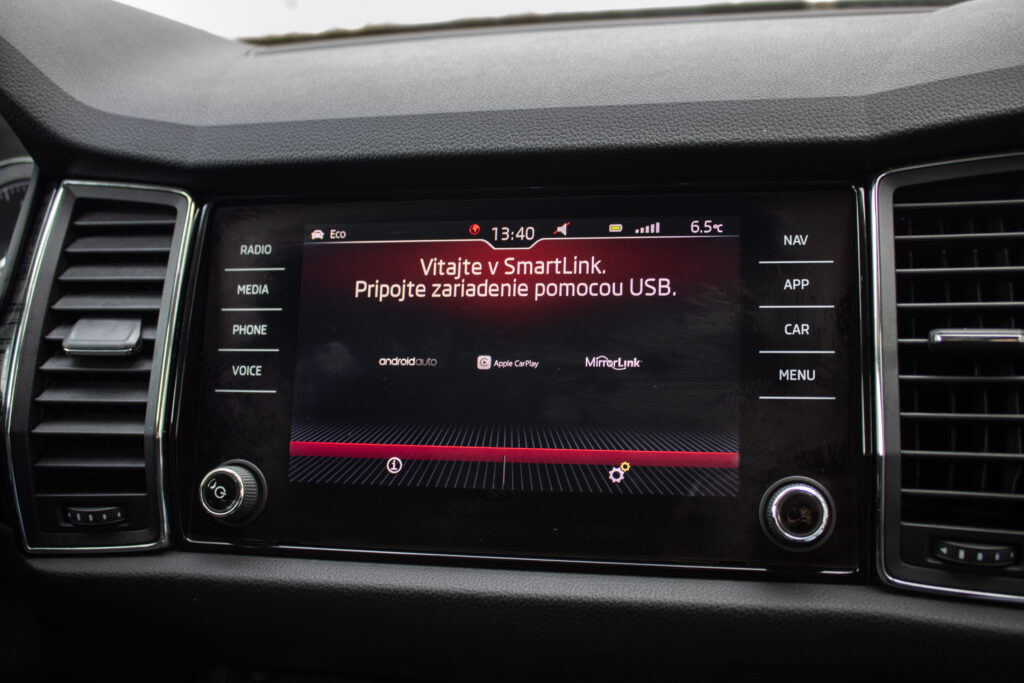 Eco
13:40
6.5°C
RADIO
MEDIA
PHONE
VOICE
Vitajte v SmartLink.
Pripojte zariadenie pomocou USB.
androidauto
Apple CarPlay
MirrorLink
NAV
APP
CAR
MENU